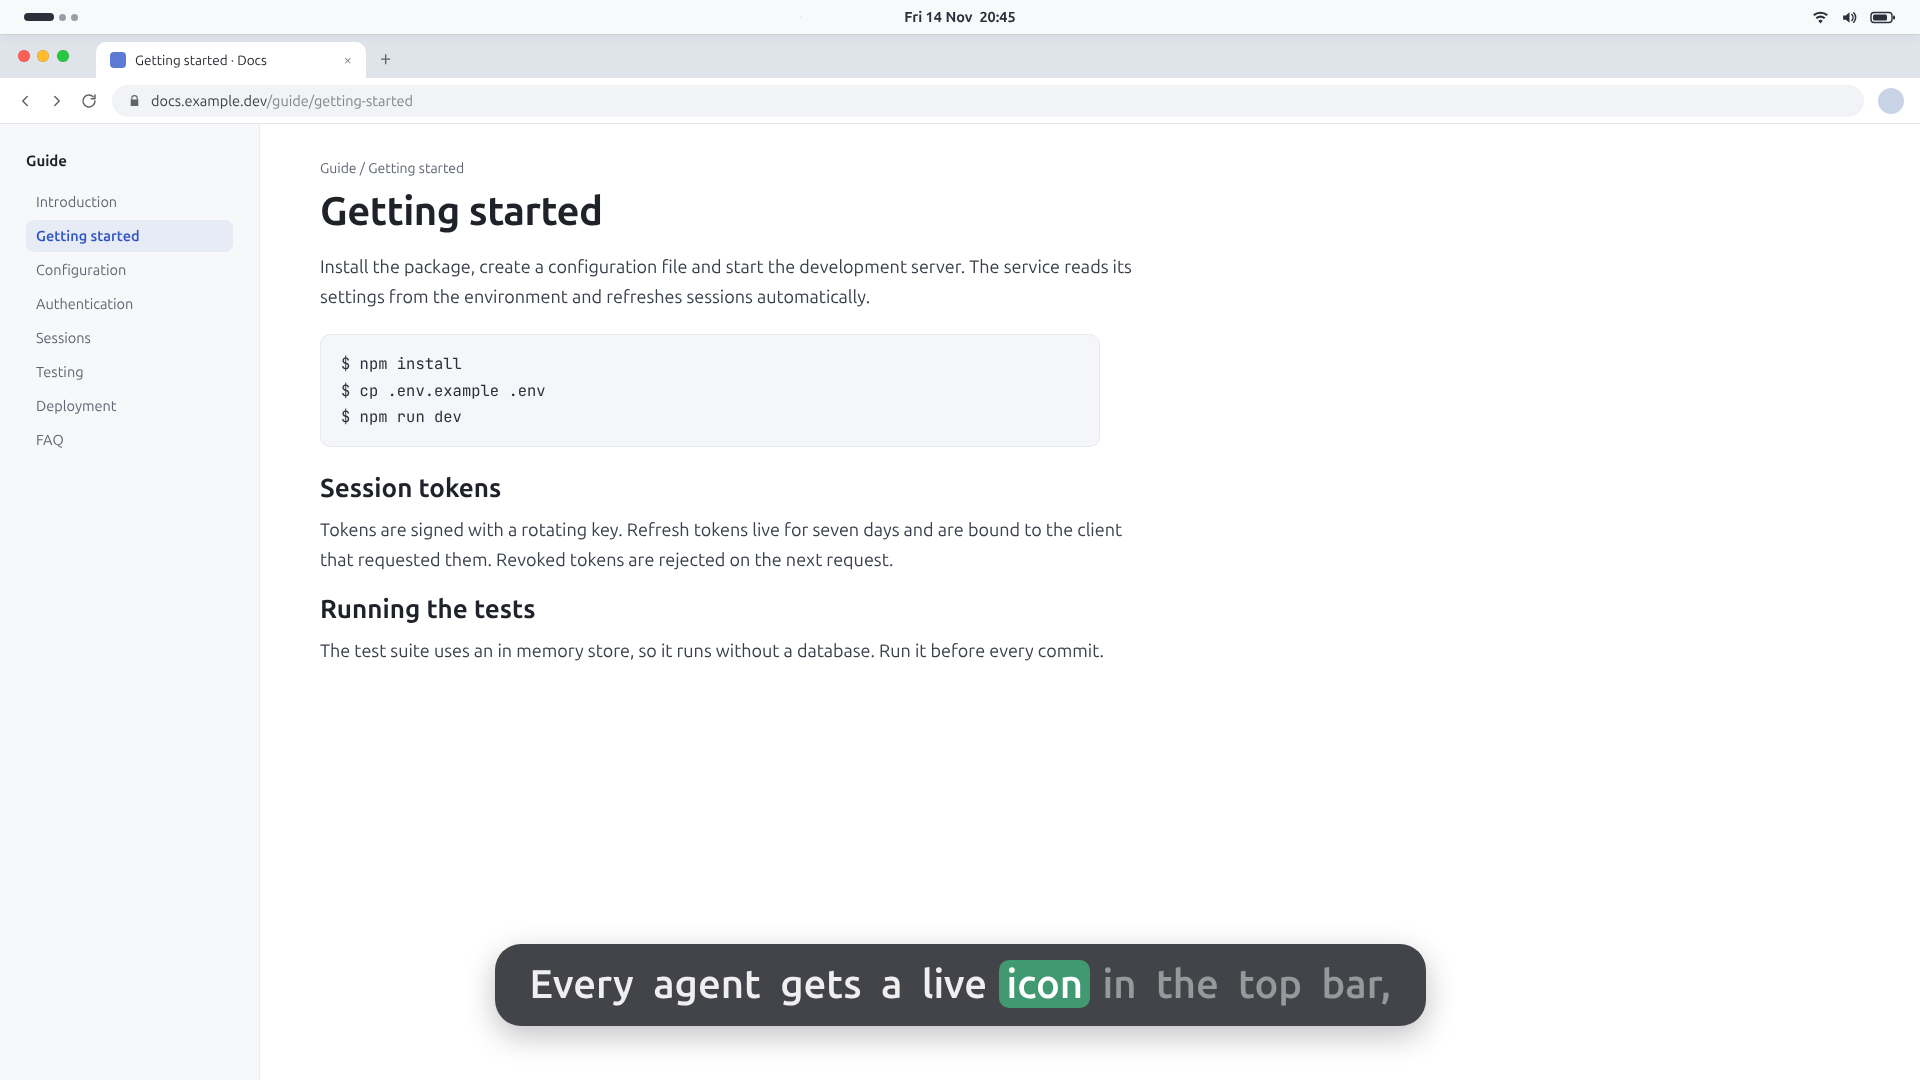 Fri 14 Nov 20:45
Getting started · Docs
docs.example.dev/guide/getting-started
Guide
Introduction
Getting started
Configuration
Authentication
Sessions
Testing
Deployment
FAQ
Guide / Getting started
Getting started
Install the package, create a configuration file and start the development server. The service reads its
settings from the environment and refreshes sessions automatically.
$ npm install
$ cp .env.example .env
$ npm run dev
Session tokens
Tokens are signed with a rotating key. Refresh tokens live for seven days and are bound to the client
that requested them. Revoked tokens are rejected on the next request.
Running the tests
The test suite uses an in memory store, so it runs without a database. Run it before every commit.
Every agent gets a live icon in the top bar,